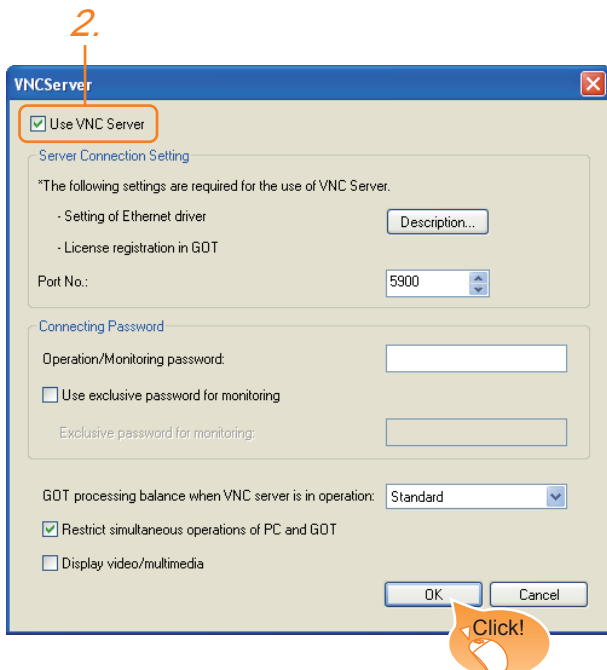 2.
VNCServer
Use VNC Server
Server Connection Setting
*The following settings are required for the use of VNC Server.
- Setting of Ethernet driver
Description...
- License registration in GOT
Port No.:
5900
Connecting Password
Operation/Monitoring password:
Use exclusive password for monitoring
Exclusive password for monitoring:
GOT processing balance when VNC server is in operation:
Standard
Restrict simultaneous operations of PC and GOT
Display video/multimedia
OK
Cancel
Click!